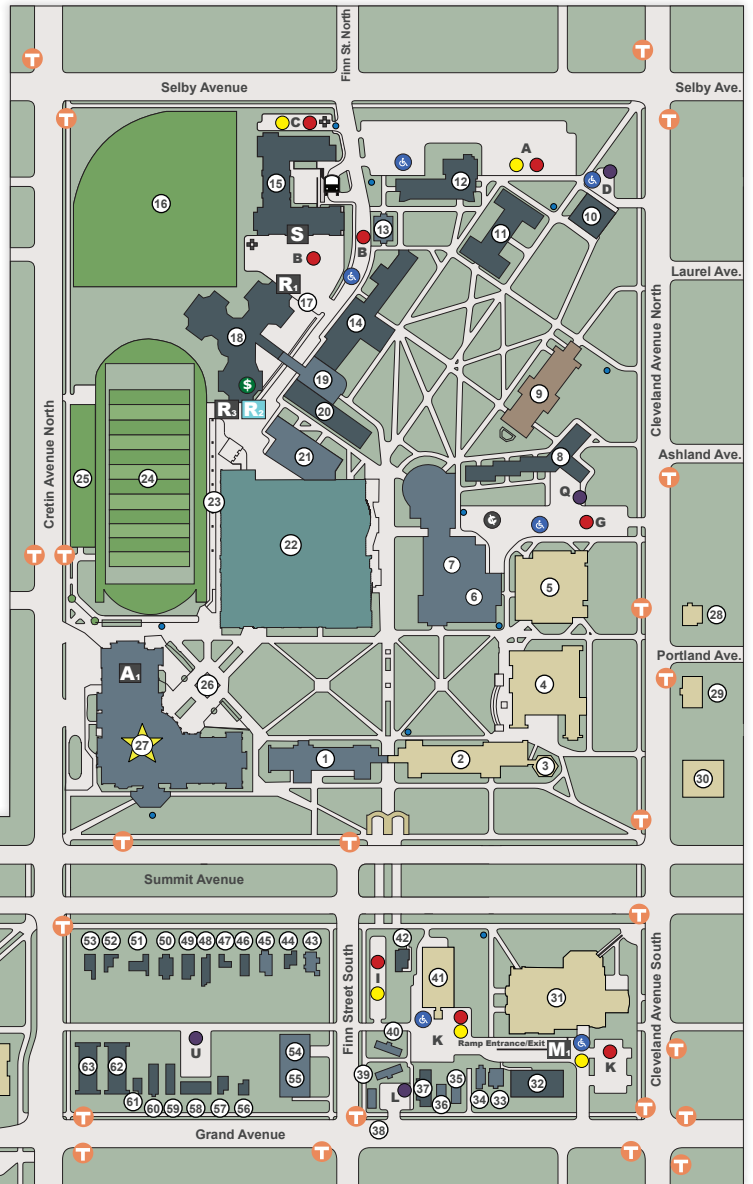 Finn St. North
T
T
Selby Avenue
Selby Ave.
T
C
T
A
16
15
12
D
10
S
13
11
B
B
R1
17
Laurel Ave.
14
18
Cleveland Avenue North
19
$
9
R3
R2
20
Cretin Avenue North
21
8
Ashland Ave.
25
24
T
23
Q
G
22
T
T
7
5
6
T
28
Portland Ave.
A1
26
4
T
29
27
1
2
3
30
T
T
T
Summit Avenue
T
T
53
52
51
50
49
48
47
46
45
44
43
42
Finn Street South
I
41
31
Cleveland Avenue South
K
Ramp Entrance/Exit
M1
40
U
54
55
63
62
39
K
T
61
60
59
58
57
56
L
37
36
35
34
33
32
T
T
T
T
38
Grand Avenue
T
T
T
T